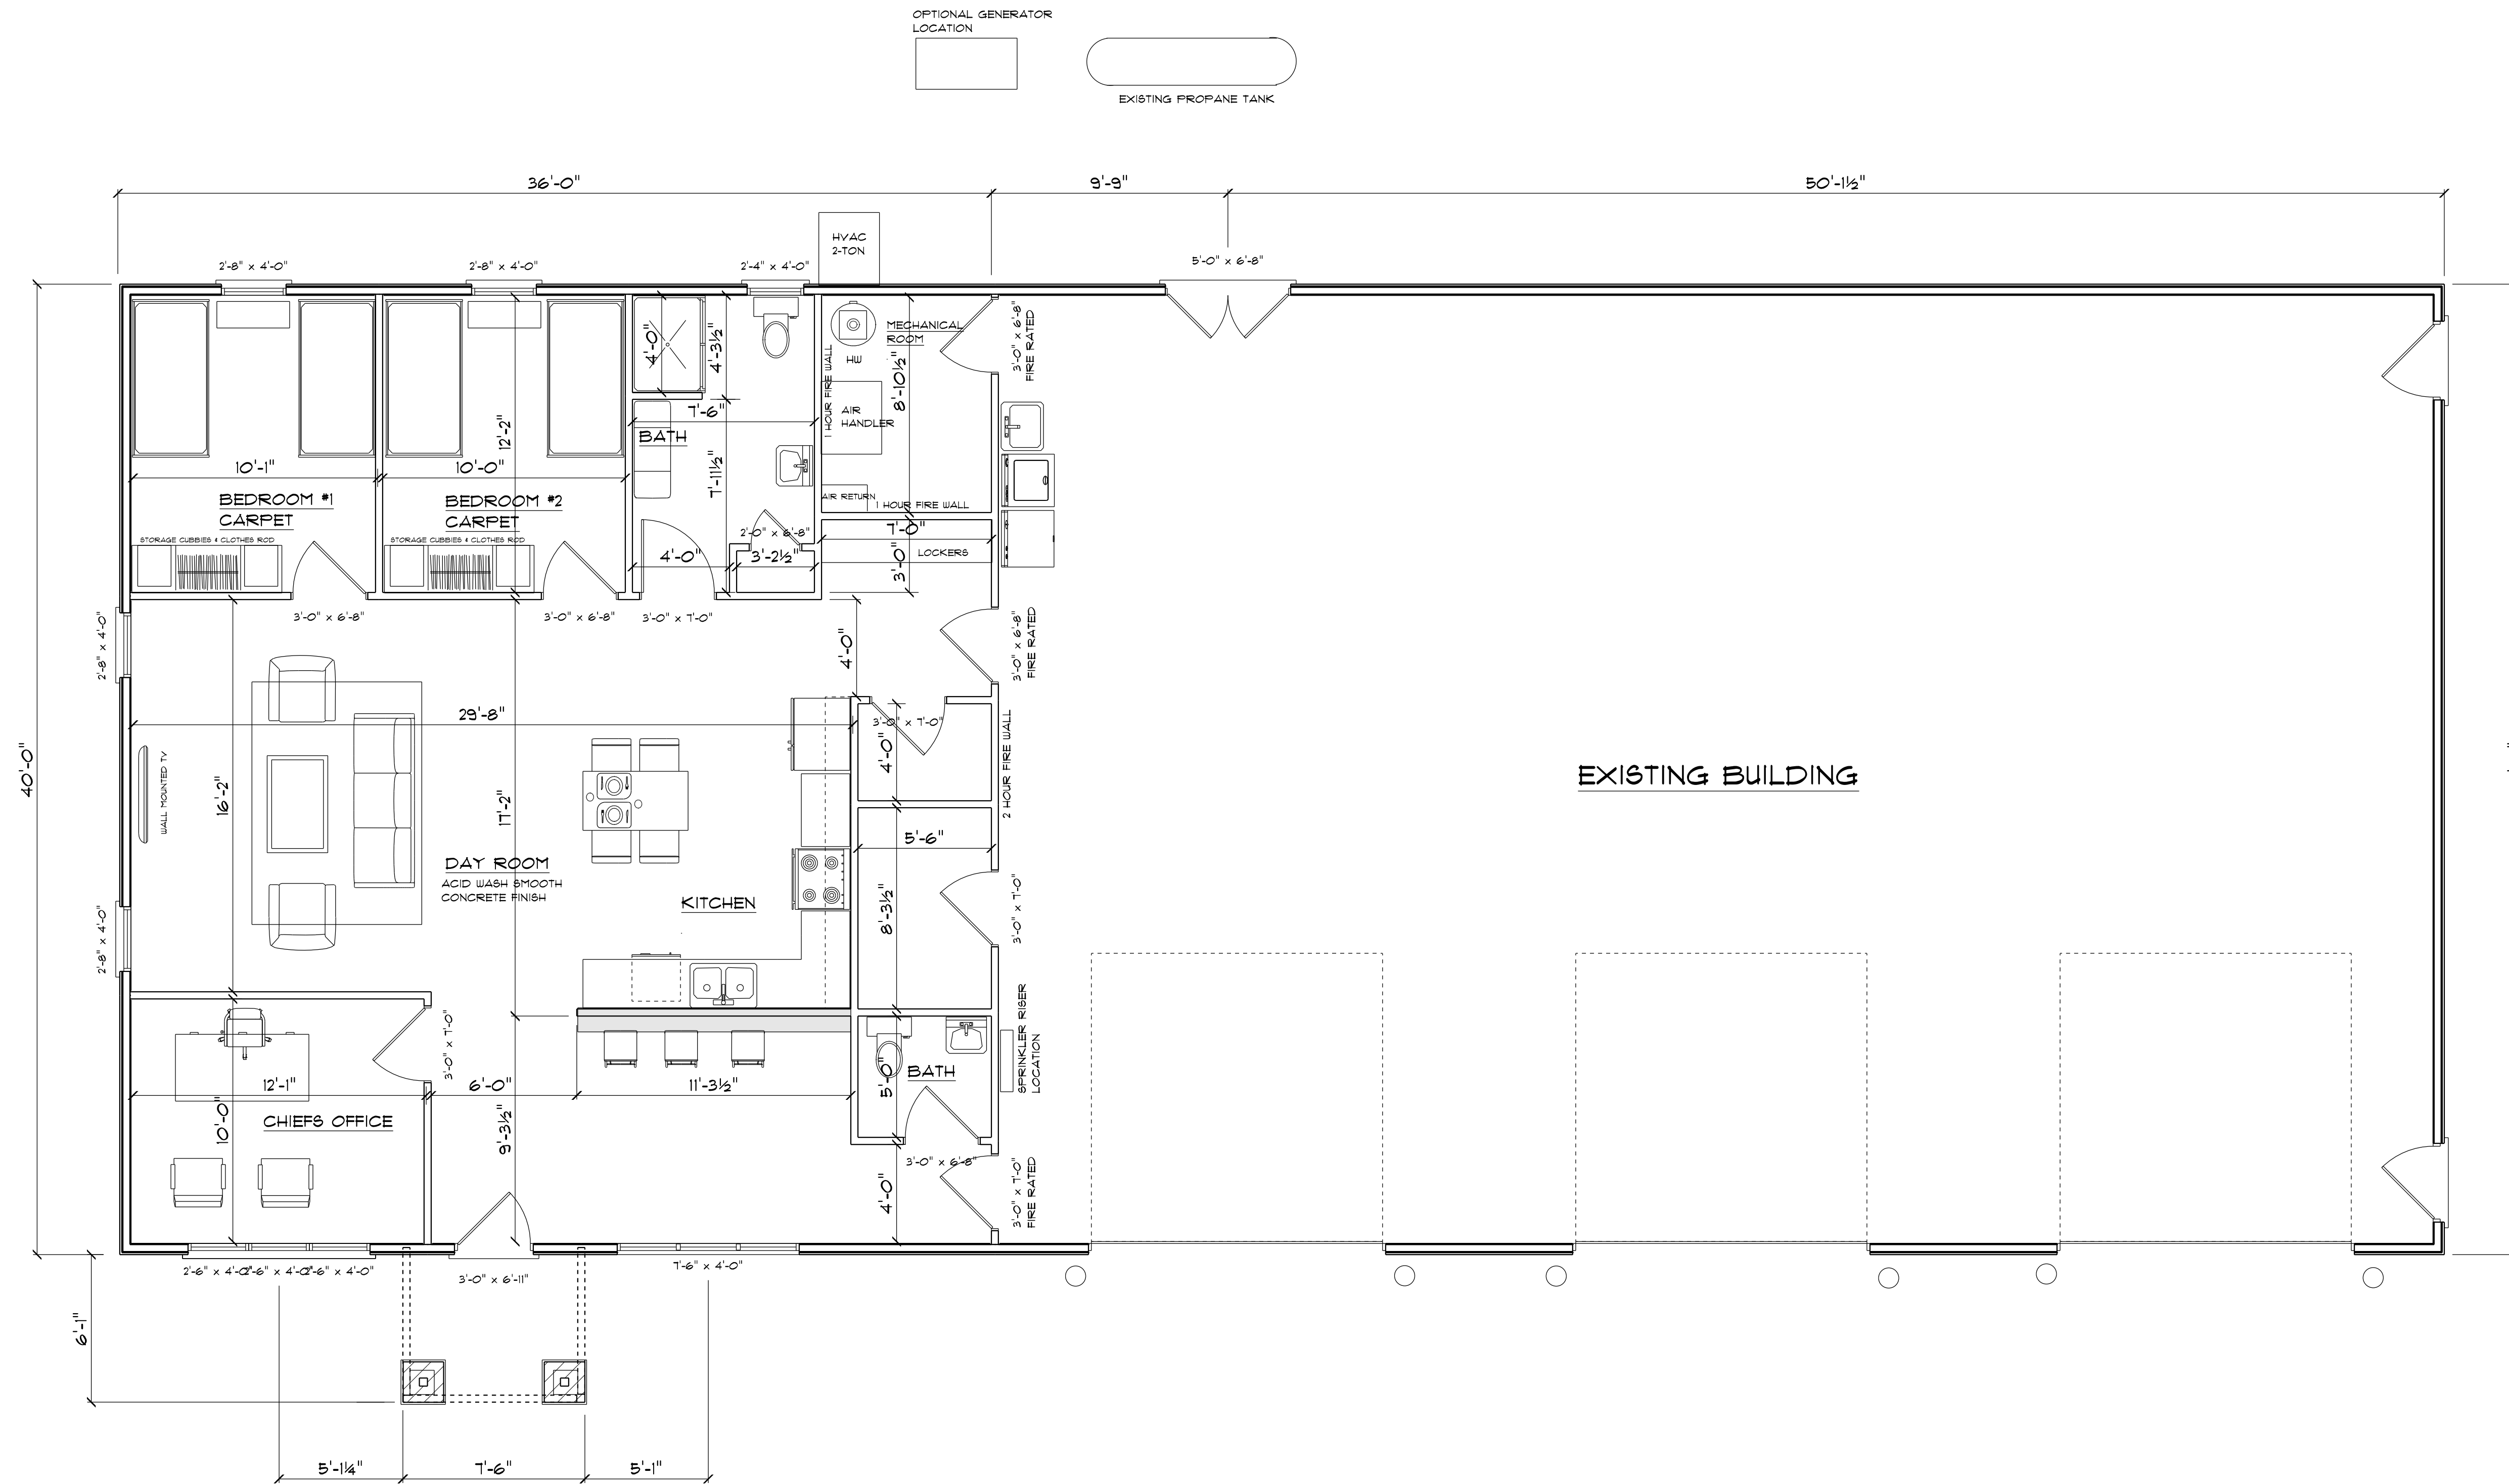 OPTIONAL GENERATOR
LOCATION
EXISTING PROPANE TANK
36'-0"
9'-9"
50'-1½"
HVAC
2-TON
2'-8" x 4'-0"
2'-8" x 4'-0"
2'-4" x 4'-0"
5'-0" x 6'-8"
MECHANICAL
ROOM
HW
3'-0" x 6'-8"
FIRE RATED
1 HOUR FIRE WALL
4'-0"
4'-3½"
8'-10½"
7'-6"
AIR
HANDLER
BATH
12'-2"
10'-1"
10'-0"
7'-11½"
BEDROOM #1
CARPET
BEDROOM #2
CARPET
AIR RETURN
1 HOUR FIRE WALL
STORAGE CUBBIES & CLOTHES ROD
STORAGE CUBBIES & CLOTHES ROD
2'-0" x 6'-8"
7'-0"
4'-0"
3'-2½"
3'-0"
LOCKERS
3'-0" x 6'-8"
3'-0" x 6'-8"
3'-0" x 7'-0"
2'-8" x 4'-0"
4'-0"
3'-0" x 6'-8"
FIRE RATED
29'-8"
3'-0" x 7'-0"
4'-0"
2 HOUR FIRE WALL
40'-0"
WALL MOUNTED TV
16'-2"
17'-2"
EXISTING BUILDING
5'-6"
DAY ROOM
ACID WASH SMOOTH
CONCRETE FINISH
KITCHEN
8'-3½"
3'-0" x 7'-0"
2'-8" x 4'-0"
SPRINKLER RISER
LOCATION
3'-0" x 7'-0"
BATH
5'-0"
12'-1"
6'-0"
11'-3½"
10'-0"
CHIEFS OFFICE
9'-3½"
3'-0" x 6'-8"
4'-0"
3'-0" x 7'-0"
FIRE RATED
2'-6" x 4'-0"
2'-6" x 4'-0"
2'-6" x 4'-0"
3'-0" x 6'-11"
7'-6" x 4'-0"
6'-1"
5'-1¼"
7'-6"
5'-1"